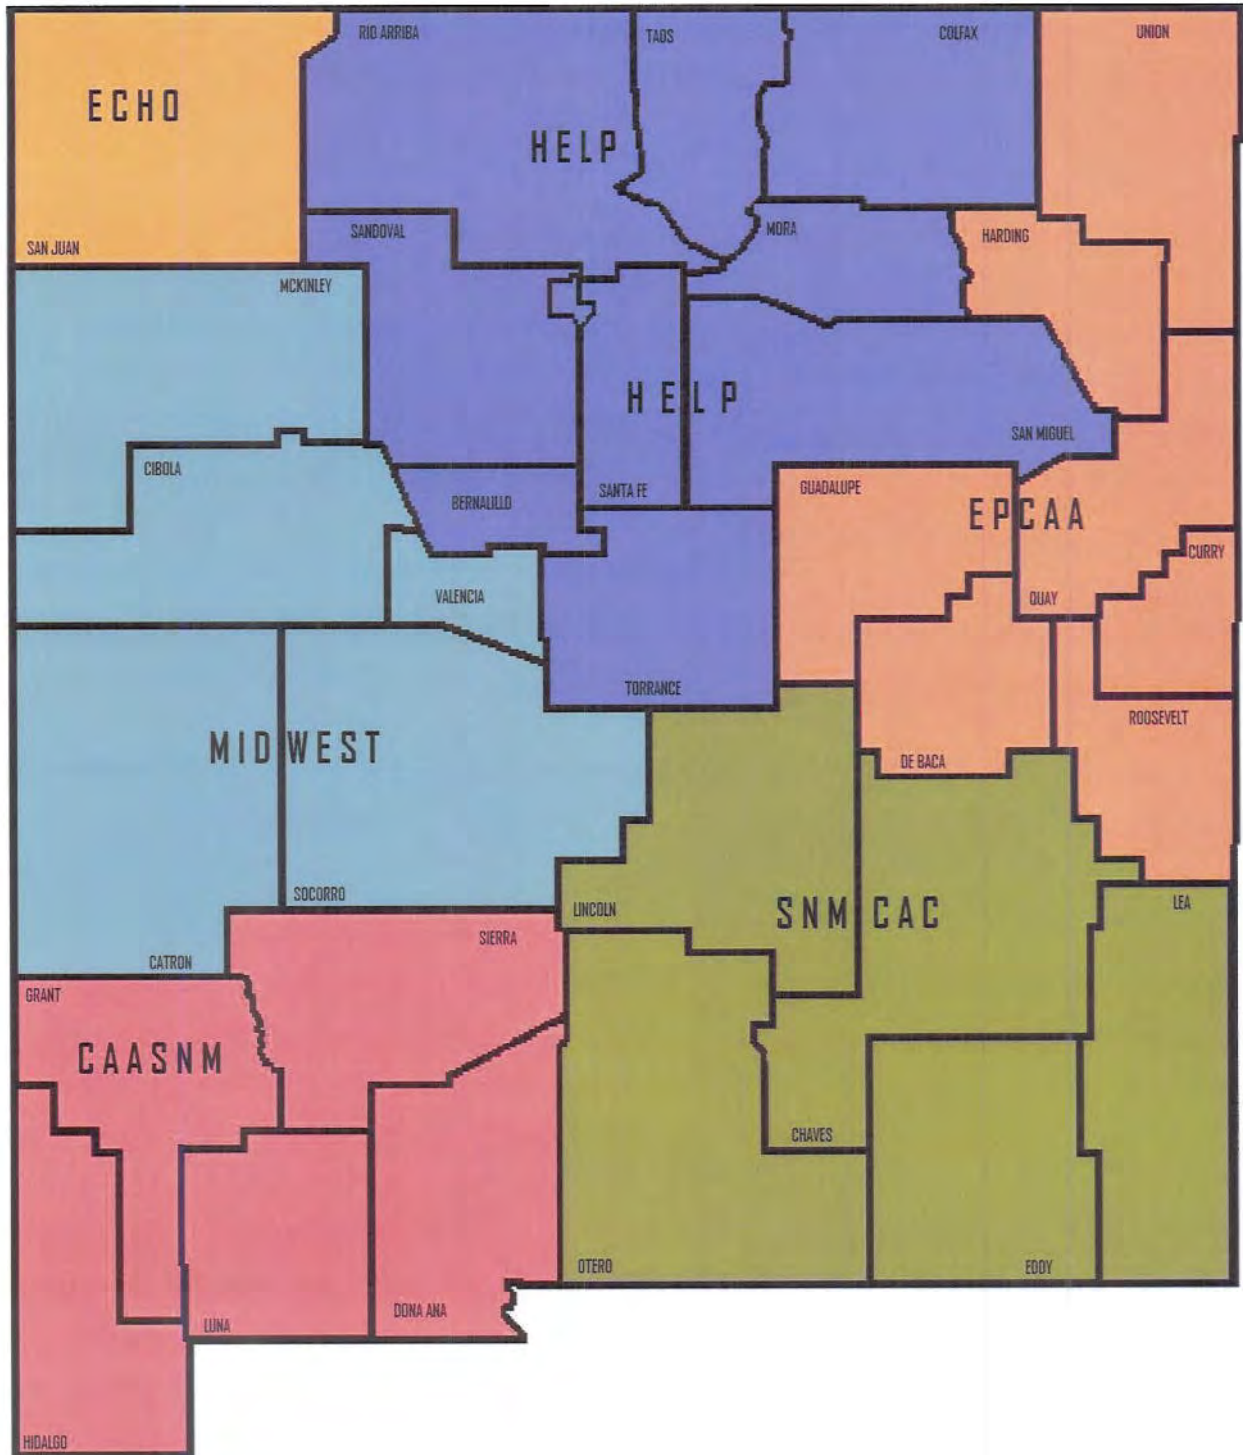 RIO ARRIBA
TAOS
COLFAX
UNION
ECHO
HELP
SAN JUAN
SANDOVAL
MORA
HARDING
MCKINLEY
HELP
SAN MIGUEL
CIBOLA
BERNALILLO
SANTA FE
GUADALUPE
EPCAA
CURRY
VALENCIA
QUAY
TORRANCE
ROOSEVELT
MIDWEST
DE BACA
SOCORRO
LINCOLN
SNMCAC
LEA
SIERRA
CATRON
GRANT
CAASNM
CHAVES
OTERO
EDDY
LUNA
DONA ANA
HIDALGO